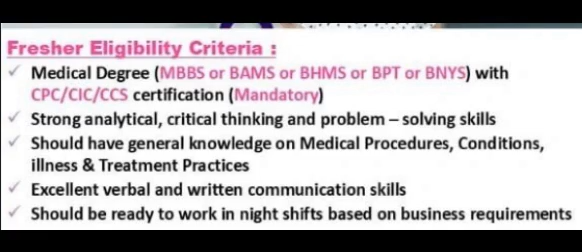 Fresher Eligibility Criteria :
✓ Medical Degree (MBBS or BAMS or BHMS or BPT or BNYS) with
CPC/CIC/CCS certification (Mandatory)
✓ Strong analytical, critical thinking and problem – solving skills
✓ Should have general knowledge on Medical Procedures, Conditions,
illness & Treatment Practices
✓ Excellent verbal and written communication skills
✓ Should be ready to work in night shifts based on business requirements